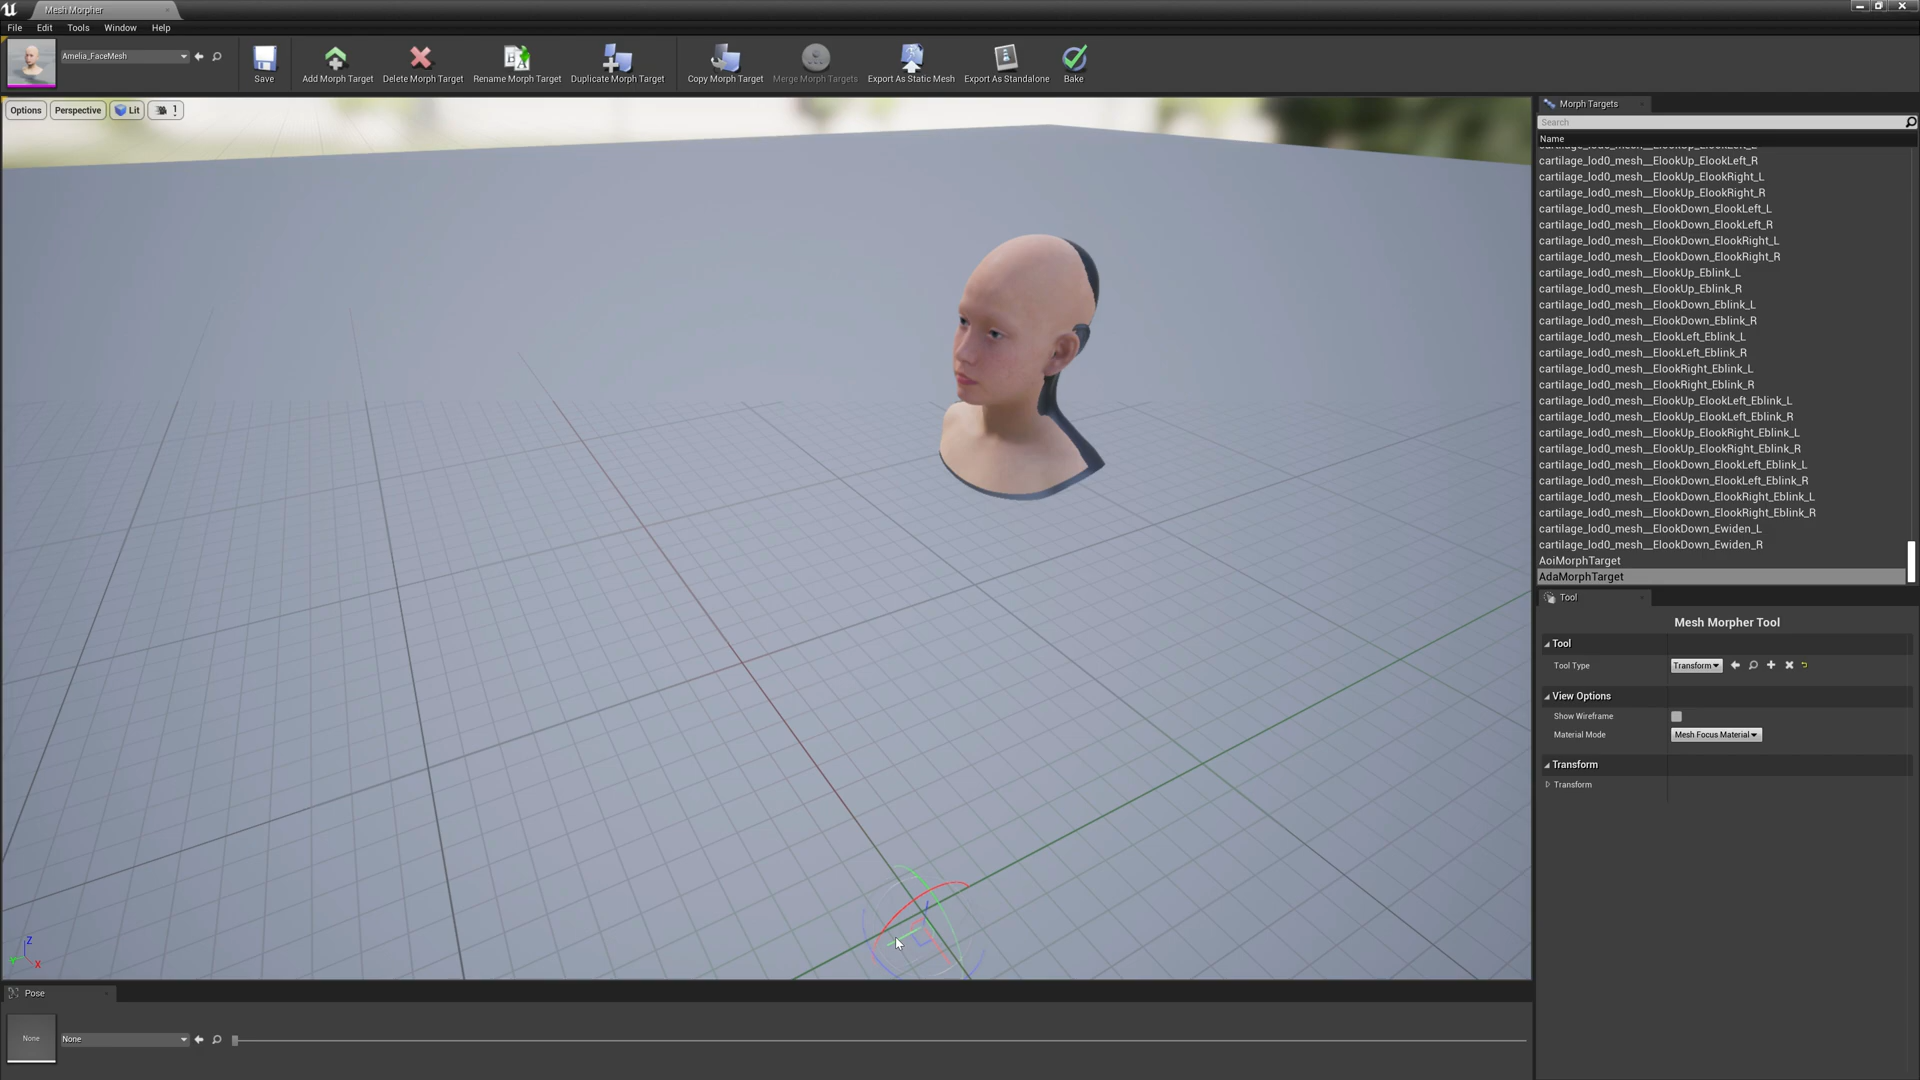 Mesh Morpher
File Edit Tools Window Help
Amelia_FaceMesh
Save
Add Morph Target
Delete Morph Target
Rename Morph Target
Duplicate Morph Target
Copy Morph Target
Merge Morph Targets
Export As Static Mesh
Export As Standalone
Bake
Options
Perspective
Lit
1
Morph Targets
Search
Name
cartilage_lod0_mesh__ElookUp_ElookLeft_L
cartilage_lod0_mesh__ElookUp_ElookLeft_R
cartilage_lod0_mesh__ElookUp_ElookRight_L
cartilage_lod0_mesh__ElookUp_ElookRight_R
cartilage_lod0_mesh__ElookDown_ElookLeft_L
cartilage_lod0_mesh__ElookDown_ElookLeft_R
cartilage_lod0_mesh__ElookDown_ElookRight_L
cartilage_lod0_mesh__ElookDown_ElookRight_R
cartilage_lod0_mesh__ElookUp_Eblink_L
cartilage_lod0_mesh__ElookUp_Eblink_R
cartilage_lod0_mesh__ElookDown_Eblink_L
cartilage_lod0_mesh__ElookDown_Eblink_R
cartilage_lod0_mesh__ElookLeft_Eblink_L
cartilage_lod0_mesh__ElookLeft_Eblink_R
cartilage_lod0_mesh__ElookRight_Eblink_L
cartilage_lod0_mesh__ElookRight_Eblink_R
cartilage_lod0_mesh__ElookUp_ElookLeft_Eblink_L
cartilage_lod0_mesh__ElookUp_ElookLeft_Eblink_R
cartilage_lod0_mesh__ElookUp_ElookRight_Eblink_L
cartilage_lod0_mesh__ElookUp_ElookRight_Eblink_R
cartilage_lod0_mesh__ElookDown_ElookLeft_Eblink_L
cartilage_lod0_mesh__ElookDown_ElookLeft_Eblink_R
cartilage_lod0_mesh__ElookDown_ElookRight_Eblink_L
cartilage_lod0_mesh__ElookDown_ElookRight_Eblink_R
cartilage_lod0_mesh__ElookDown_Ewiden_L
cartilage_lod0_mesh__ElookDown_Ewiden_R
AoiMorphTarget
AdaMorphTarget
Tool
Mesh Morpher Tool
Tool
Tool Type Transform
View Options
Show Wireframe
Material Mode Mesh Focus Material
Transform
Transform
Z
X
Pose
None
None